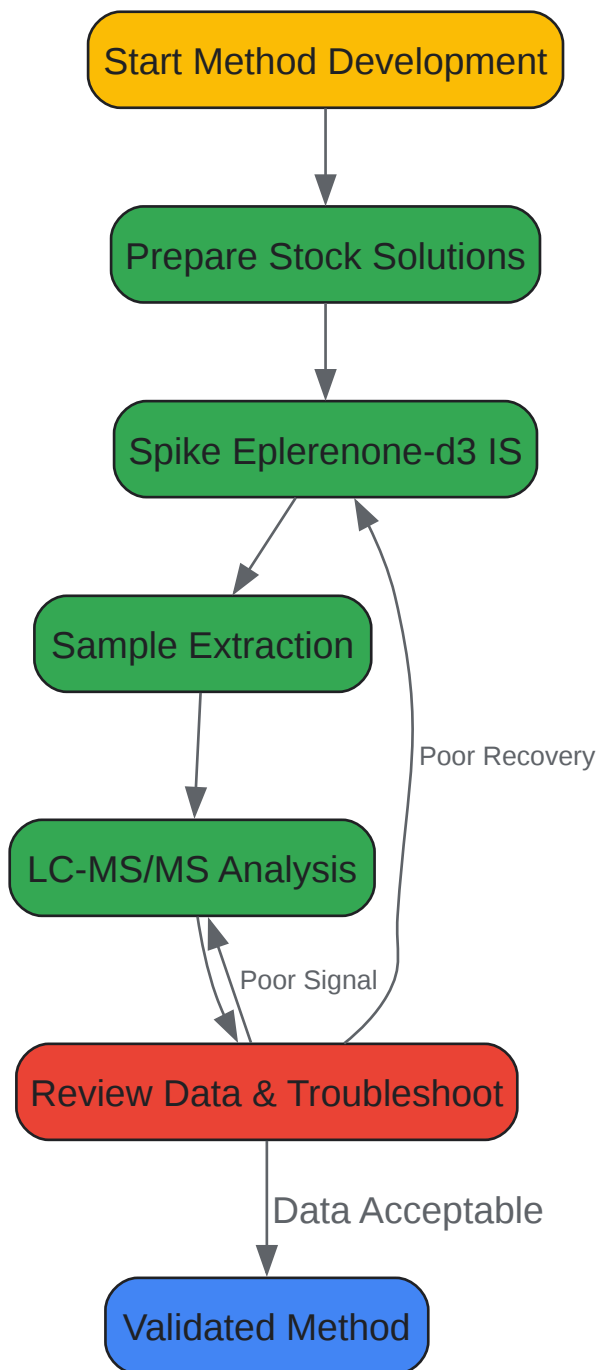 Start Method Development
Prepare Stock Solutions
Spike Eplerenone-d3 IS
Sample Extraction
Poor Recovery
LC-MS/MS Analysis
Poor Signal
Review Data & Troubleshoot
Data Acceptable
Validated Method